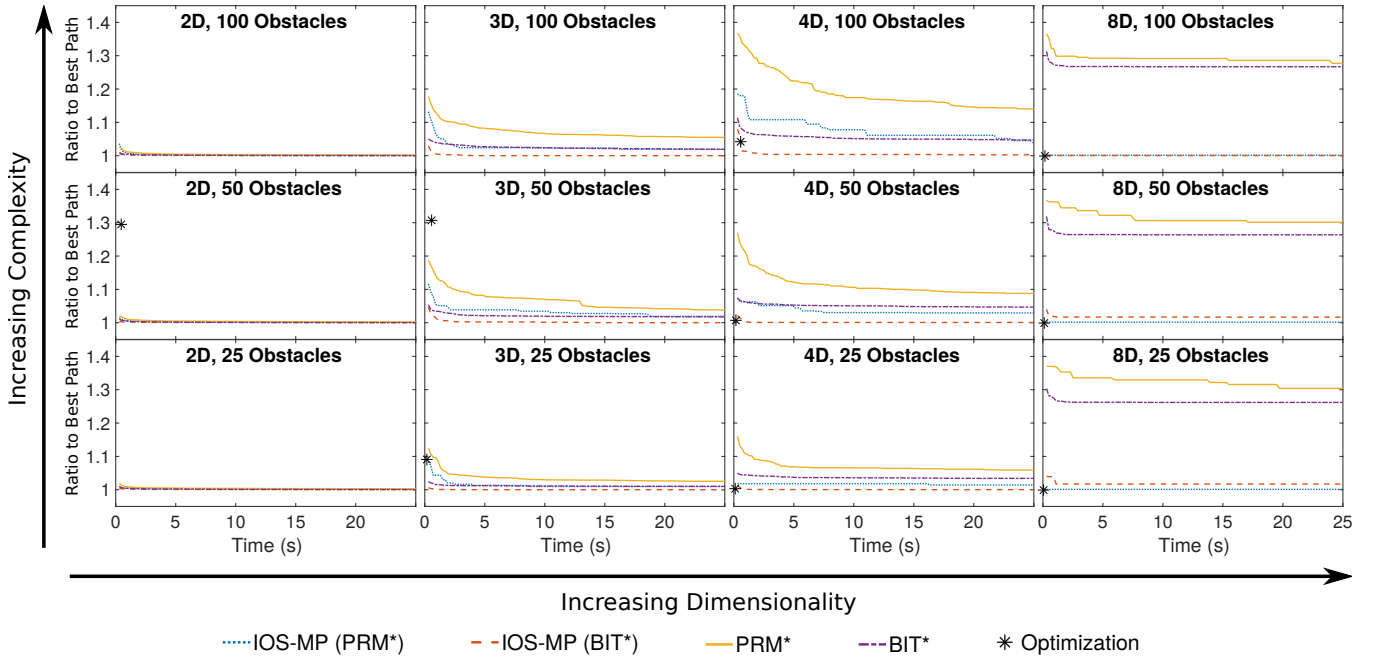 Increasing Complexity
Ratio to Best Path
1.4
1.3
1.2
1.1
1
2D, 100 Obstacles
3D, 100 Obstacles
4D, 100 Obstacles
8D, 100 Obstacles
Ratio to Best Path
1.4
1.3
1.2
1.1
1
2D, 50 Obstacles
3D, 50 Obstacles
4D, 50 Obstacles
8D, 50 Obstacles
Ratio to Best Path
1.4
1.3
1.2
1.1
1
2D, 25 Obstacles
3D, 25 Obstacles
4D, 25 Obstacles
8D, 25 Obstacles
0 5 10 15 20
0 5 10 15 20
0 5 10 15 20
0 5 10 15 20 25
Time (s)
Time (s)
Time (s)
Time (s)
Increasing Dimensionality
IOS-MP (PRM*)
IOS-MP (BIT*)
PRM*
BIT*
Optimization